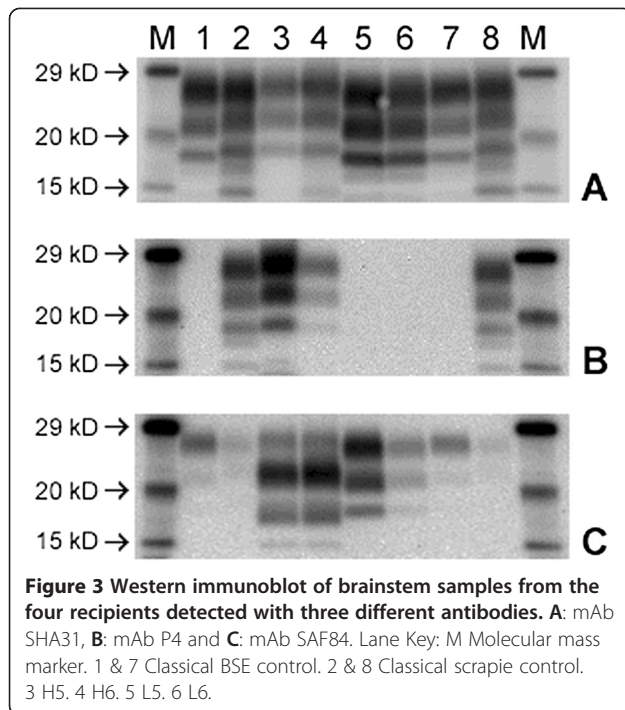 M 1 2 3 4 5 6 7 8 M
29 kD →
20 kD →
15 kD →
A
29 kD →
20 kD →
15 kD →
B
29 kD →
20 kD →
15 kD →
C
Figure 3 Western immunoblot of brainstem samples from the
four recipients detected with three different antibodies. A: mAb
SHA31, B: mAb P4 and C: mAb SAF84. Lane Key: M Molecular mass
marker. 1 & 7 Classical BSE control. 2 & 8 Classical scrapie control.
3 H5. 4 H6. 5 L5. 6 L6.